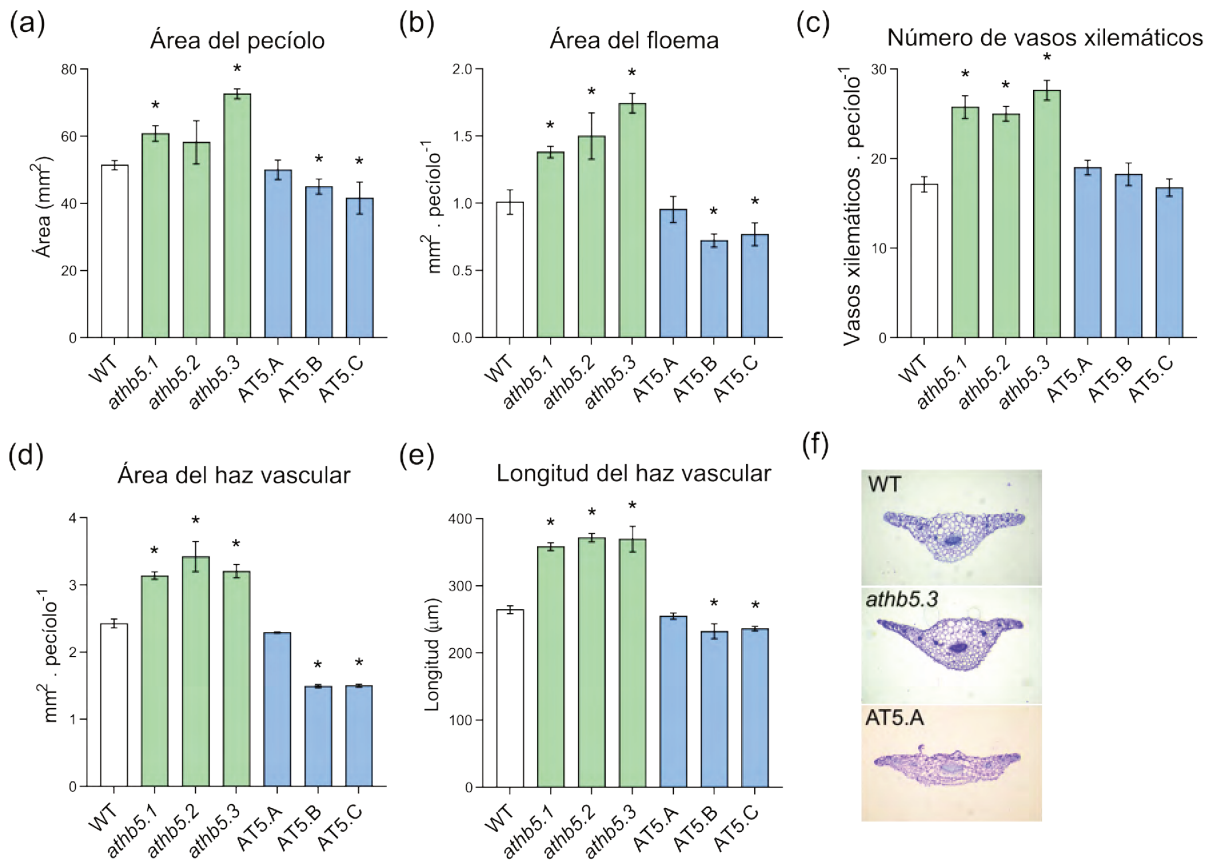 (a)
Área del pecíolo
Área (mm²)
80
60
40
20
0
WT
athb5.1
athb5.2
athb5.3
AT5.A
AT5.B
AT5.C
* * * *
(b)
Área del floema
mm² . pecíolo⁻¹
2.0
1.5
1.0
0.5
0.0
WT
athb5.1
athb5.2
athb5.3
AT5.A
AT5.B
AT5.C
* * * * *
(c)
Número de vasos xilemáticos
Vasos xilemáticos . pecíolo⁻¹
30
20
10
0
WT
athb5.1
athb5.2
athb5.3
AT5.A
AT5.B
AT5.C
* * *
(d)
Área del haz vascular
mm² . pecíolo⁻¹
4
3
2
1
0
WT
athb5.1
athb5.2
athb5.3
AT5.A
AT5.B
AT5.C
* * * * *
(e)
Longitud del haz vascular
Longitud (μm)
400
300
200
100
0
WT
athb5.1
athb5.2
athb5.3
AT5.A
AT5.B
AT5.C
* * * * *
(f)
WT
athb5.3
AT5.A